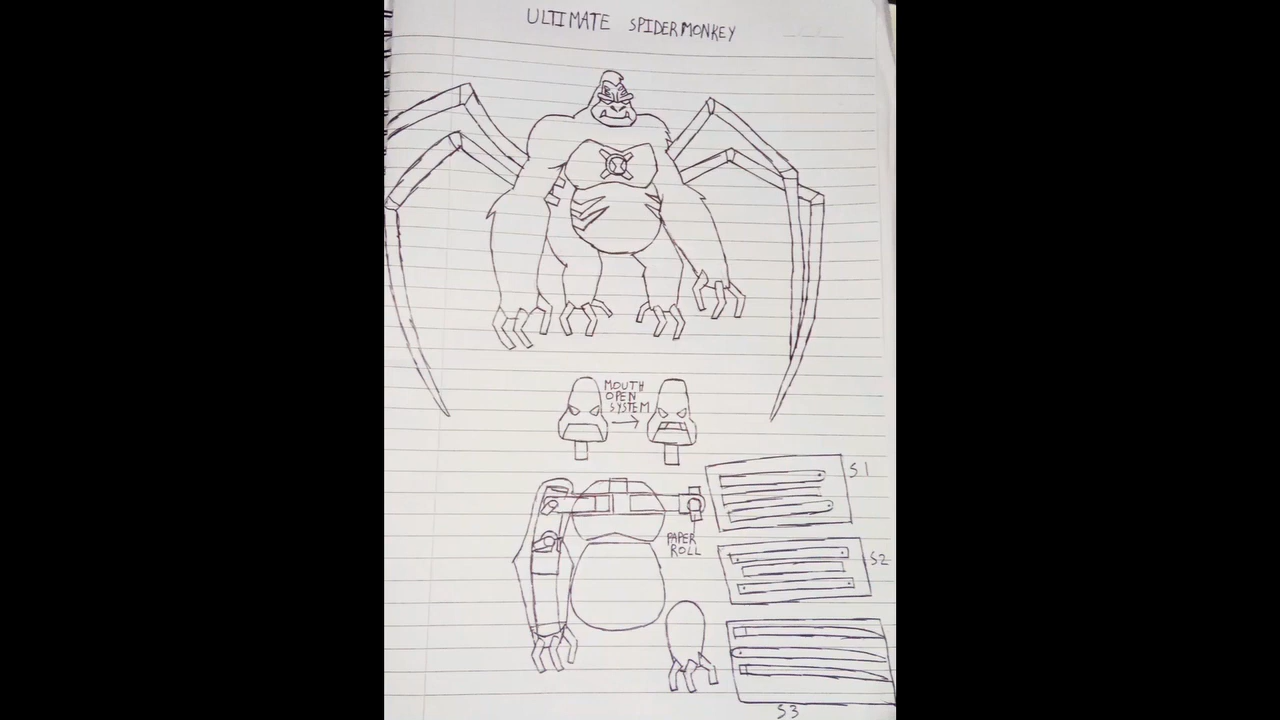 ULTIMATE SPIDERMONKEY
MOUTH
OPEN
SYSTEM
S1
PAPER
ROLL
S2
S3